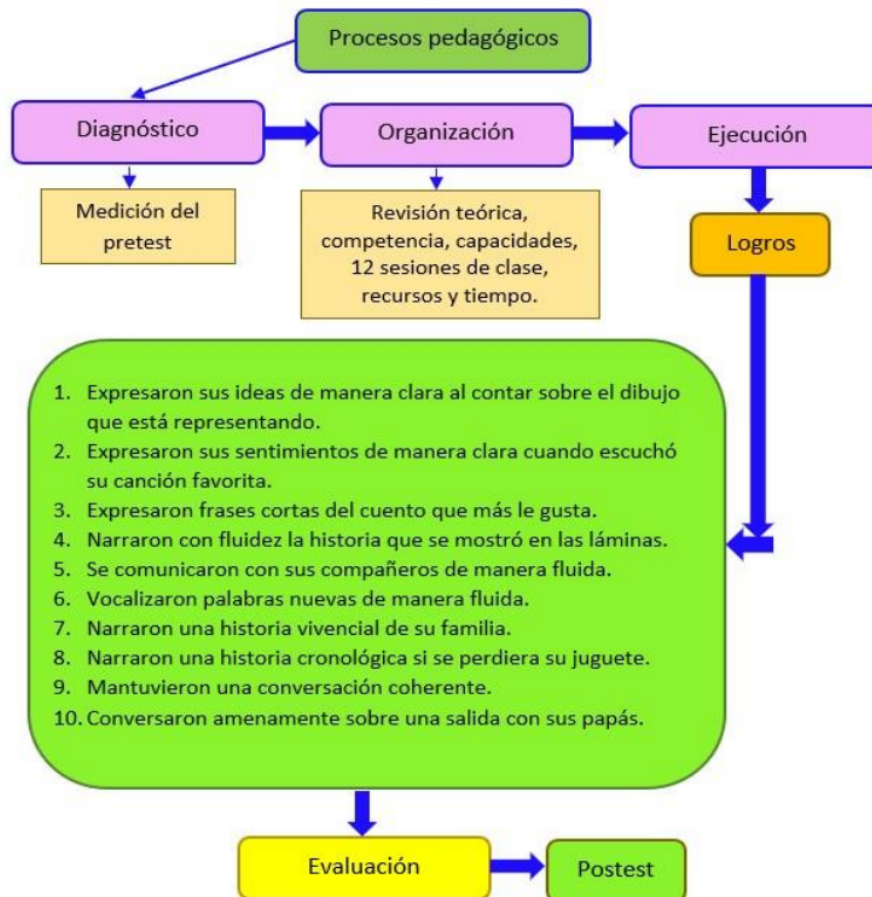 Procesos pedagógicos
Diagnóstico
Organización
Ejecución
Medición del
pretest
Revisión teórica,
competencia, capacidades,
12 sesiones de clase,
recursos y tiempo.
Logros
1. Expresaron sus ideas de manera clara al contar sobre el dibujo
que está representando.
2. Expresaron sus sentimientos de manera clara cuando escuchó
su canción favorita.
3. Expresaron frases cortas del cuento que más le gusta.
4. Narraron con fluidez la historia que se mostró en las láminas.
5. Se comunicaron con sus compañeros de manera fluida.
6. Vocalizaron palabras nuevas de manera fluida.
7. Narraron una historia vivencial de su familia.
8. Narraron una historia cronológica si se perdiera su juguete.
9. Mantuvieron una conversación coherente.
10. Conversaron amenamente sobre una salida con sus papás.
Evaluación
Postest